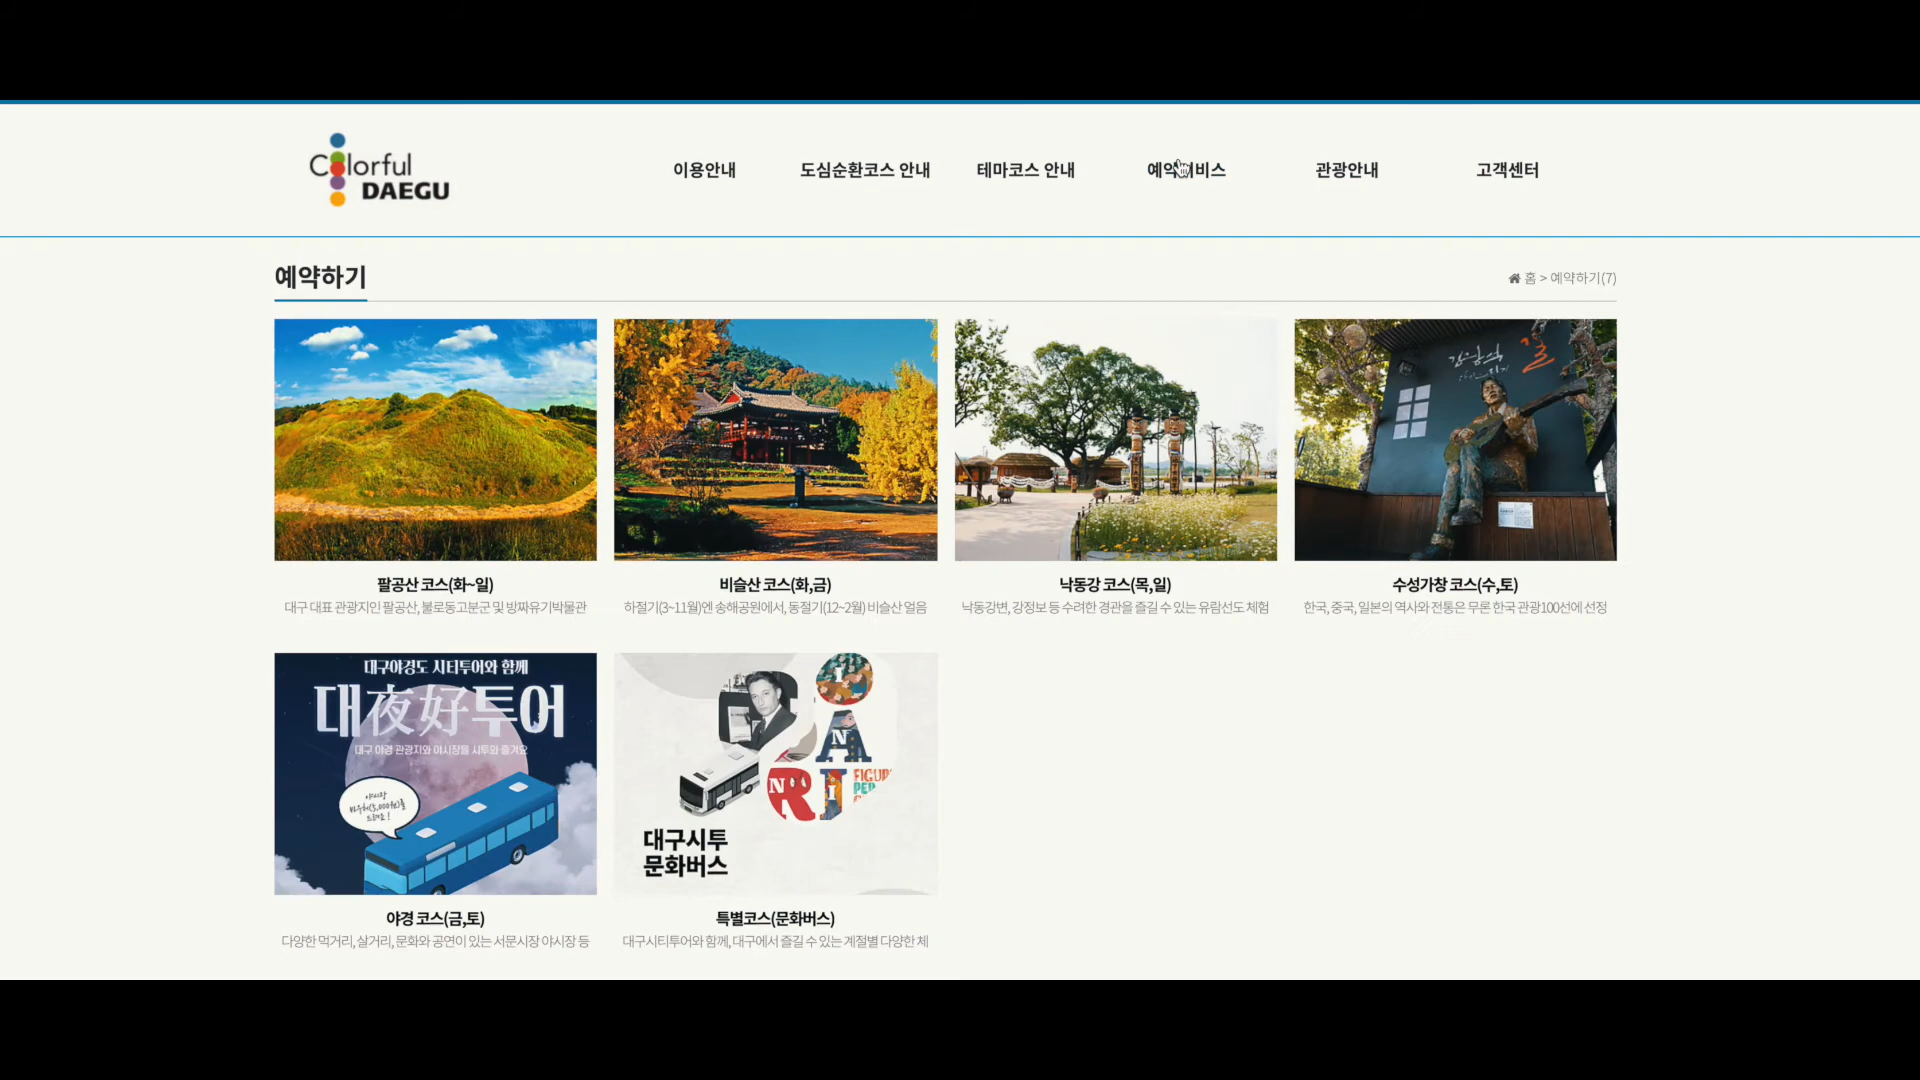 Colorful
DAEGU
이용안내
도심순환코스 안내
테마코스 안내
관광안내
고객센터
예약하기
홈 > 예약하기(7)
팔공산 코스(화~일)
대구 대표 관광지인 팔공산, 불로동고분군 및 방짜유기박물관
비슬산 코스(화,금)
하절기(3~11월)엔 송해공원에서, 동절기(12~2월) 비슬산 얼음
낙동강 코스(목,일)
낙동강변, 강정보 등 수려한 경관을 즐길 수 있는 유람선도 체험
김광석
길
수성가창 코스(수,토)
한국, 중국, 일본의 역사와 전통은 무론 한국 관광100선에 선정
대구야경도 시티투어와 함께
대夜好투어
대구 야경 관광지와 야시장을 시투와 즐겨요
야경 코스(금,토)
다양한 먹거리, 살거리, 문화와 공연이 있는 서문시장 야시장 등
대구시투
문화버스
특별코스(문화버스)
대구시티투어와 함께, 대구에서 즐길 수 있는 계절별 다양한 체